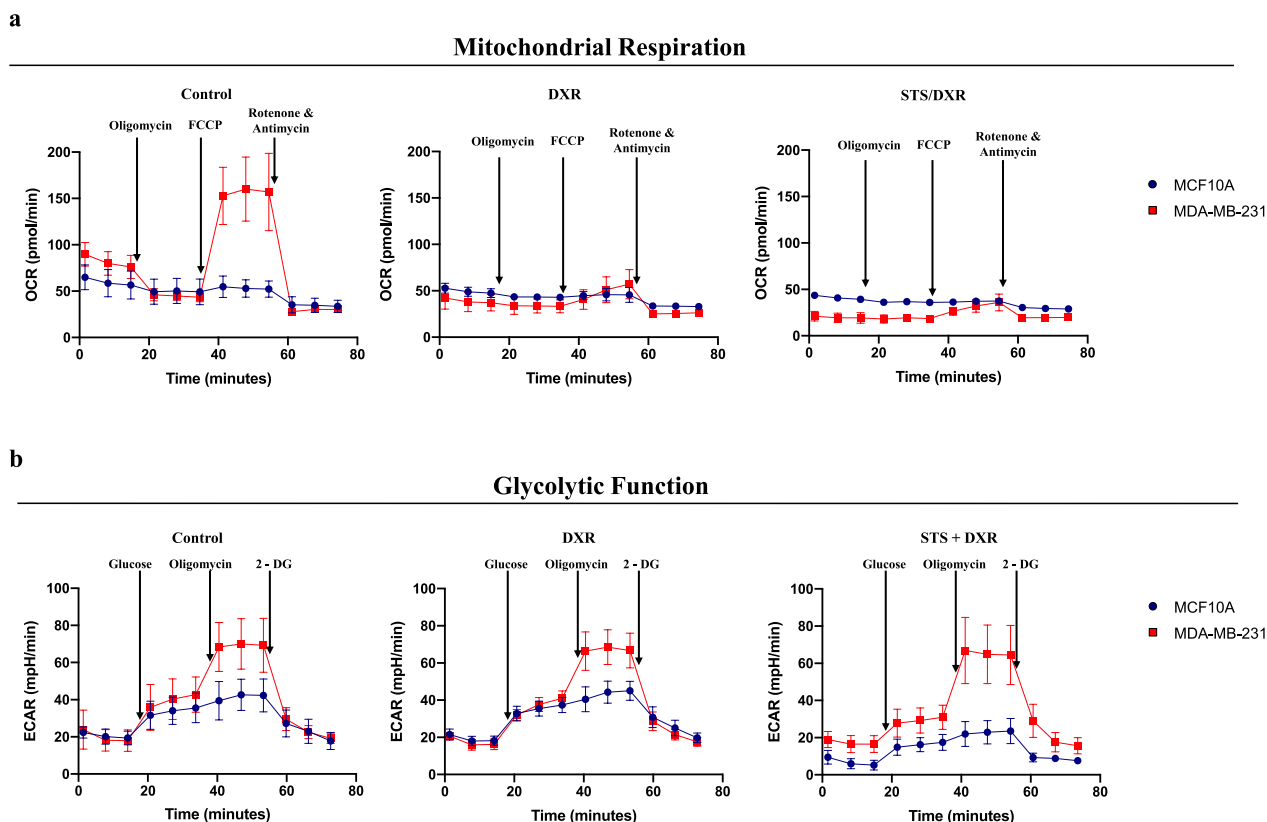 a
Mitochondrial Respiration
Control
DXR
STS/DXR
Oligomycin
FCCP
Rotenone &
Antimycin
Oligomycin
FCCP
Rotenone &
Antimycin
Oligomycin
FCCP
Rotenone &
Antimycin
OCR (pmol/min)
200
150
100
50
0
0 20 40 60 80
Time (minutes)
OCR (pmol/min)
200
150
100
50
0
0 20 40 60 80
Time (minutes)
OCR (pmol/min)
200
150
100
50
0
0 20 40 60 80
Time (minutes)
MCF10A
MDA-MB-231
b
Glycolytic Function
Control
DXR
STS + DXR
Glucose
Oligomycin
2 - DG
Glucose
Oligomycin
2 - DG
Glucose
Oligomycin
2 - DG
ECAR (mpH/min)
100
80
60
40
20
0
0 20 40 60 80
Time (minutes)
ECAR (mpH/min)
100
80
60
40
20
0
0 20 40 60 80
Time (minutes)
ECAR (mpH/min)
100
80
60
40
20
0
0 20 40 60 80
Time (minutes)
MCF10A
MDA-MB-231